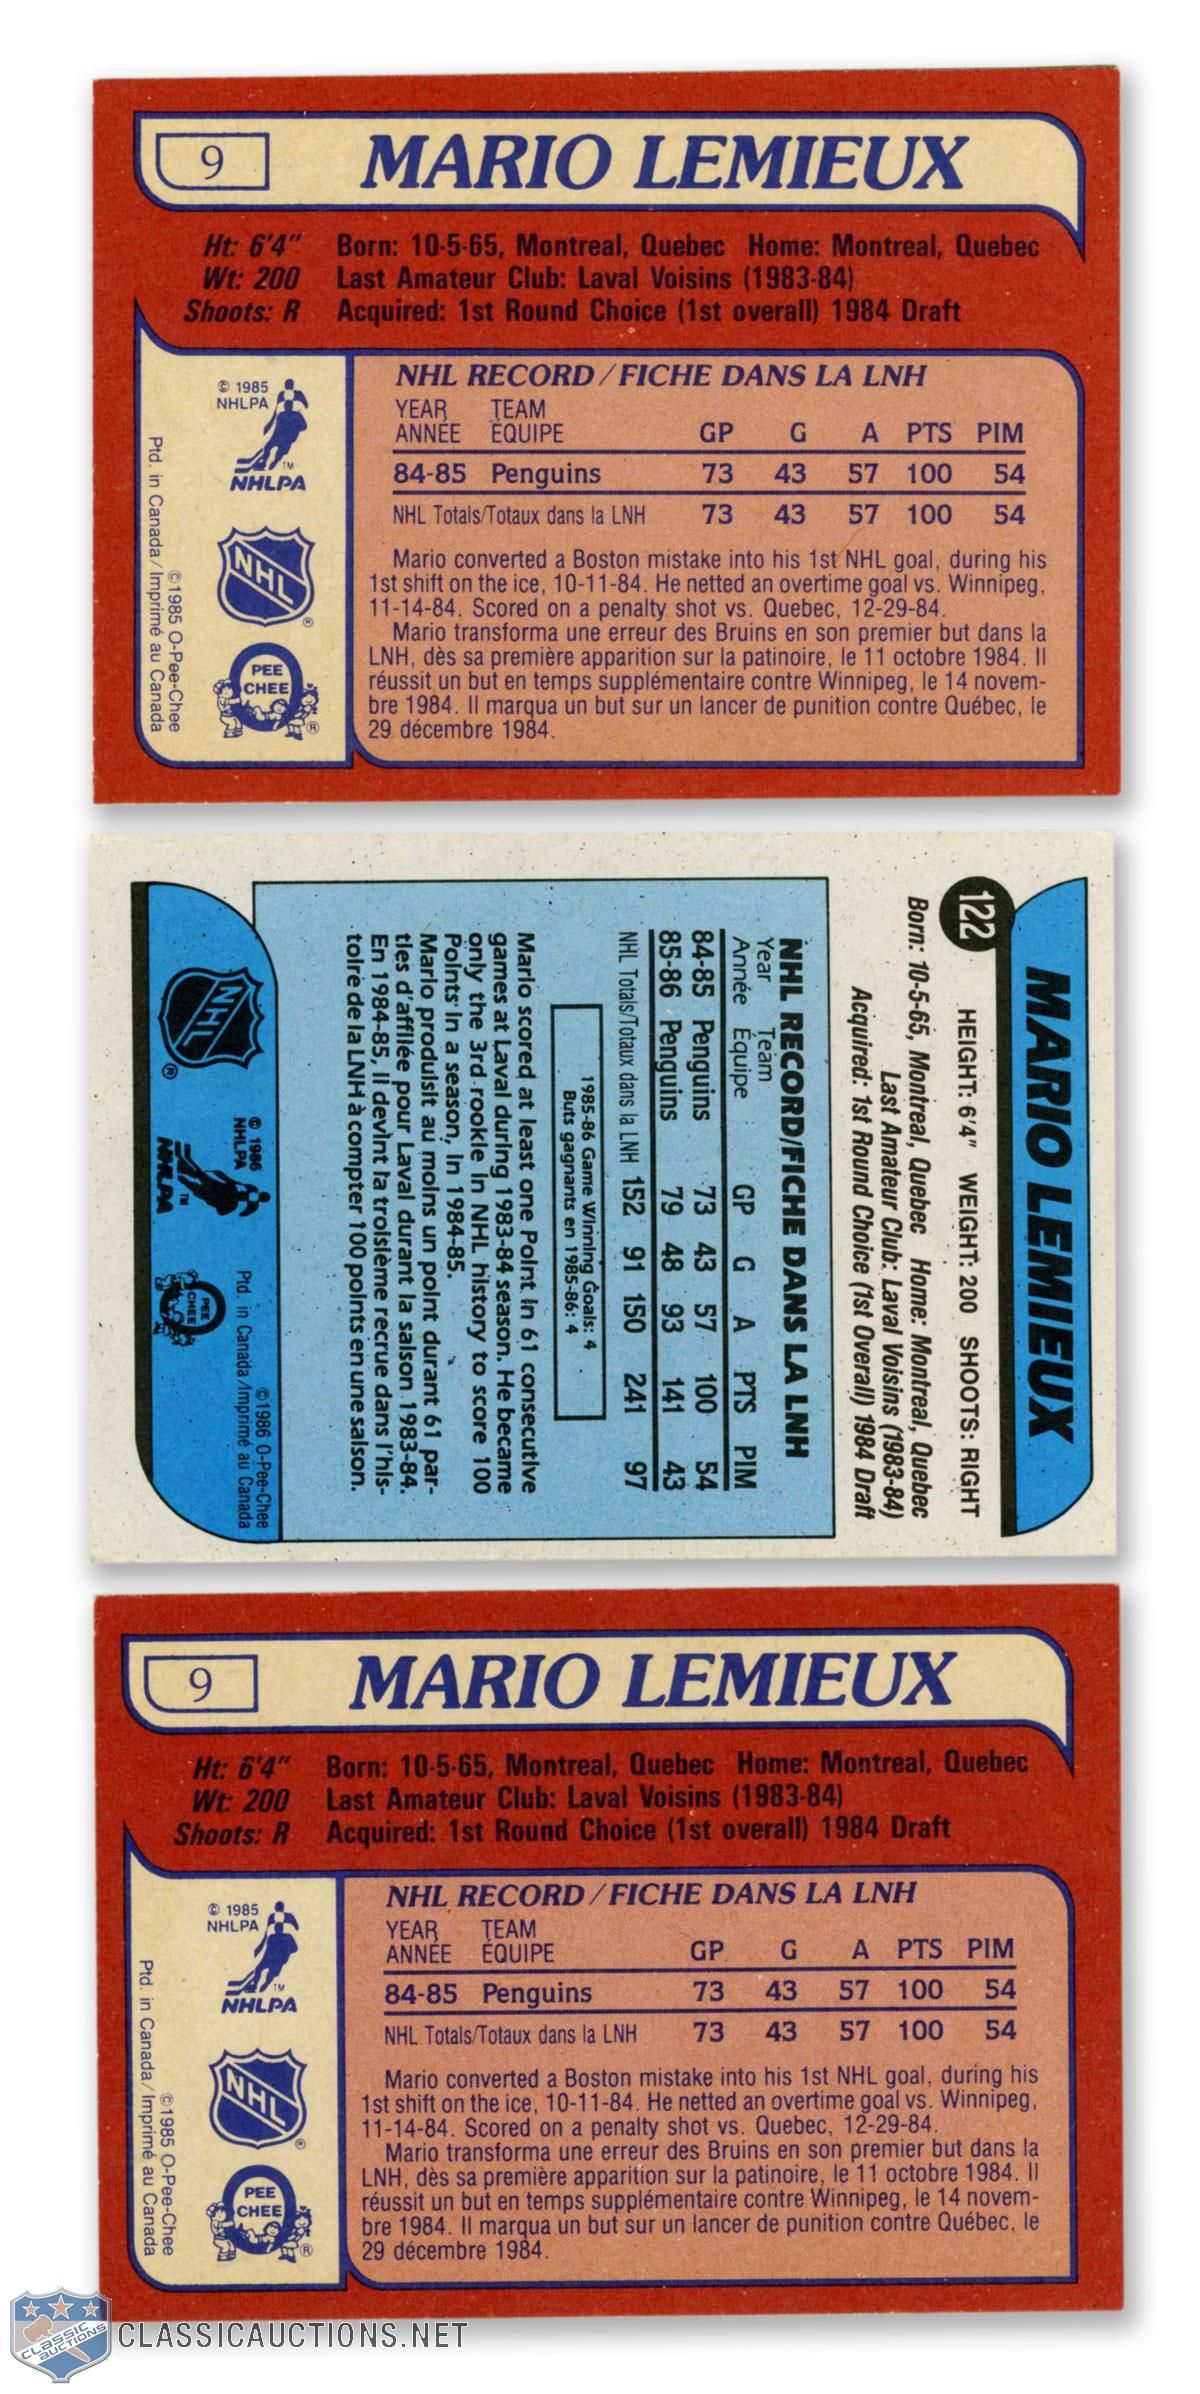 9 MARIO LEMIEUX
Ht: 6'4" Born: 10-5-65, Montreal, Quebec Home: Montreal, Quebec
Wt: 200 Last Amateur Club: Laval Voisins (1983-84)
Shoots: R Acquired: 1st Round Choice (1st overall) 1984 Draft
© 1985
NHLPA
TM
NHLPA
NHL
®
PEE
CHEE
®
©1985 O-Pee-Chee
Ptd. in Canada/Imprimé au Canada
NHL RECORD/FICHE DANS LA LNH
YEAR TEAM
ANNÉE ÉQUIPE GP G A PTS PIM
84-85 Penguins 73 43 57 100 54
NHL Totals/Totaux dans la LNH 73 43 57 100 54
Mario converted a Boston mistake into his 1st NHL goal, during his
1st shift on the ice, 10-11-84. He netted an overtime goal vs. Winnipeg,
11-14-84. Scored on a penalty shot vs. Quebec, 12-29-84.
Mario transforma une erreur des Bruins en son premier but dans la
LNH, dès sa première apparition sur la patinoire, le 11 octobre 1984. Il
réussit un but en temps supplémentaire contre Winnipeg, le 14 novem-
bre 1984. Il marqua un but sur un lancer de punition contre Québec, le
29 décembre 1984.
MARIO LEMIEUX
122
HEIGHT: 6'4" WEIGHT: 200 SHOOTS: RIGHT
Born: 10-5-65, Montreal, Quebec Home: Montreal, Quebec
Last Amateur Club: Laval Voisins (1983-84)
Acquired: 1st Round Choice (1st Overall) 1984 Draft
NHL RECORD/FICHE DANS LA LNH
Year Team
Année Équipe GP G A PTS PIM
84-85 Penguins 73 43 57 100 54
85-86 Penguins 79 48 93 141 43
NHL Totals/Totaux dans la LNH 152 91 150 241 97
1985-86 Game Winning Goals: 4
Buts gagnants en 1985-86: 4
Mario scored at least one Point in 61 consecutive
games at Laval during 1983-84 season. He became
only the 3rd rookie in NHL history to score 100
Points in a season, in 1984-85.
Mario produisit au moins un point durant 61 par-
ties d'affilée pour Laval durant la saison 1983-84.
En 1984-85, il devint la troisième recrue dans l'his-
toire de la LNH à compter 100 points en une saison.
NHL
®
© 1986
NHLPA
TM
NHLPA
PEE
CHEE
©1986 O-Pee-Chee
Ptd. in Canada/Imprimé au Canada
9 MARIO LEMIEUX
Ht: 6'4" Born: 10-5-65, Montreal, Quebec Home: Montreal, Quebec
Wt: 200 Last Amateur Club: Laval Voisins (1983-84)
Shoots: R Acquired: 1st Round Choice (1st overall) 1984 Draft
© 1985
NHLPA
TM
NHLPA
NHL
®
PEE
CHEE
®
©1985 O-Pee-Chee
Ptd. in Canada/Imprimé au Canada
NHL RECORD/FICHE DANS LA LNH
YEAR TEAM
ANNÉE ÉQUIPE GP G A PTS PIM
84-85 Penguins 73 43 57 100 54
NHL Totals/Totaux dans la LNH 73 43 57 100 54
Mario converted a Boston mistake into his 1st NHL goal, during his
1st shift on the ice, 10-11-84. He netted an overtime goal vs. Winnipeg,
11-14-84. Scored on a penalty shot vs. Quebec, 12-29-84.
Mario transforma une erreur des Bruins en son premier but dans la
LNH, dès sa première apparition sur la patinoire, le 11 octobre 1984. Il
réussit un but en temps supplémentaire contre Winnipeg, le 14 novem-
bre 1984. Il marqua un but sur un lancer de punition contre Québec, le
29 décembre 1984.
CLASSIC
AUCTIONS
CLASSICAUCTIONS.NET